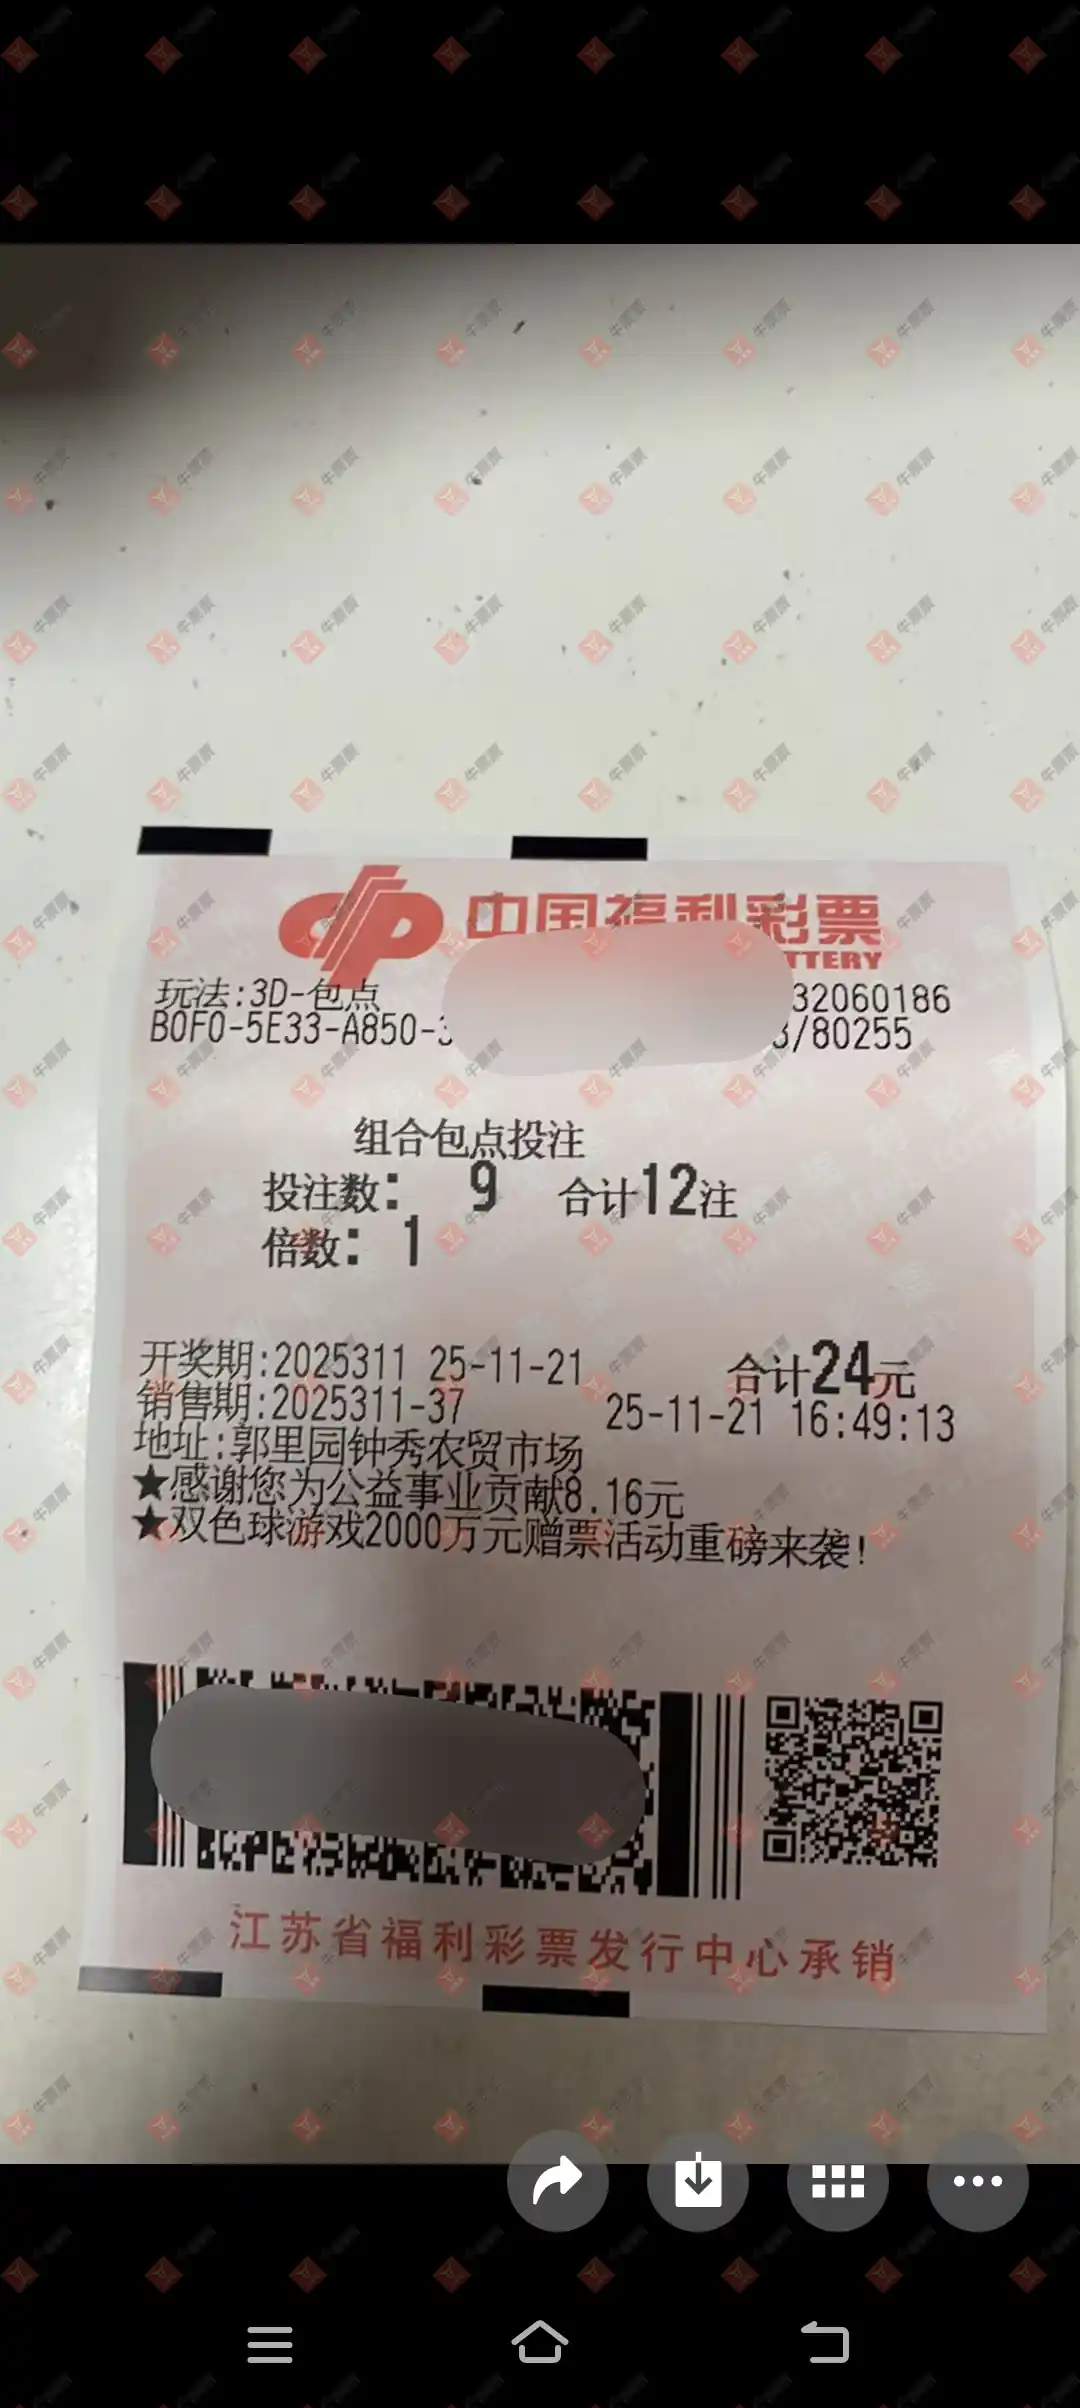 中国福利彩票
TTERY
玩法:3D-包点 32060186
B0F0-5E33-A850- /80255
组合包点投注
投注数: 9 合计12注
倍数: 1
开奖期:2025311 25-11-21 合计24元
销售期:2025311-37 25-11-21 16:49:13
地址:郭里园钟秀农贸市场
★感谢您为公益事业贡献8.16元
★双色球游戏2000万元赠票活动重磅来袭!
江苏省福利彩票发行中心承销
牛票票